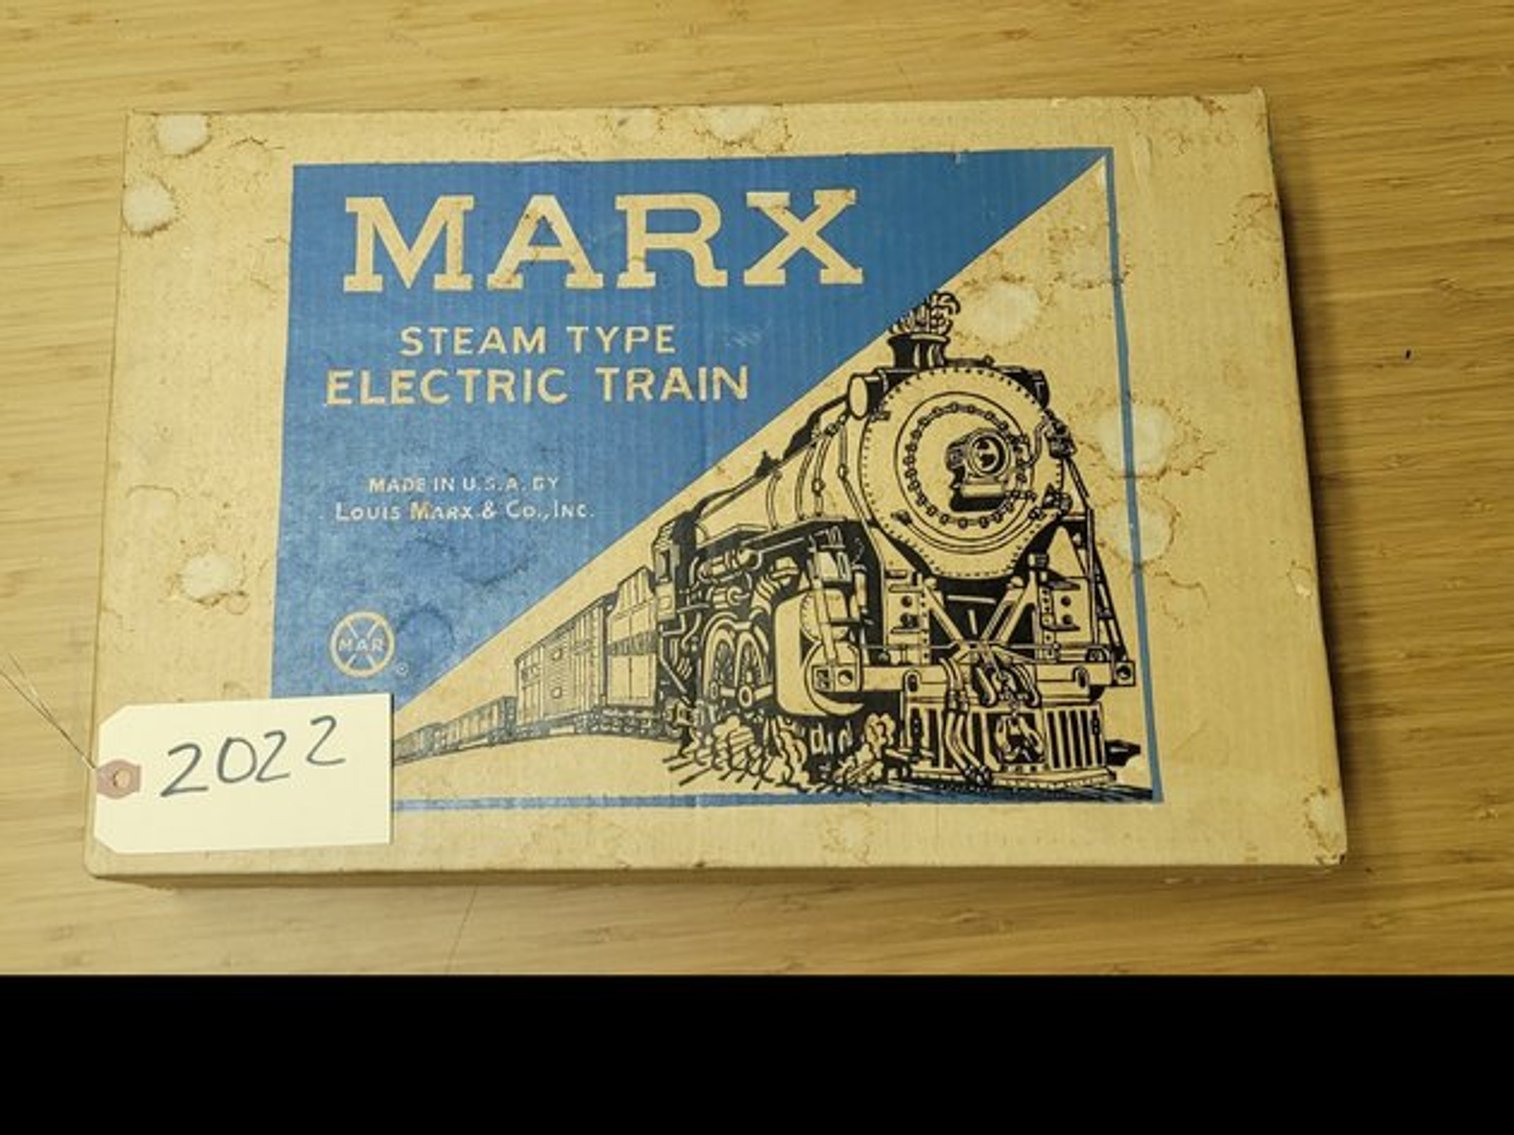 MARX
STEAM TYPE
ELECTRIC TRAIN
MADE IN U.S.A. BY
LOUIS MARX & CO., INC.
MAR
®
2022